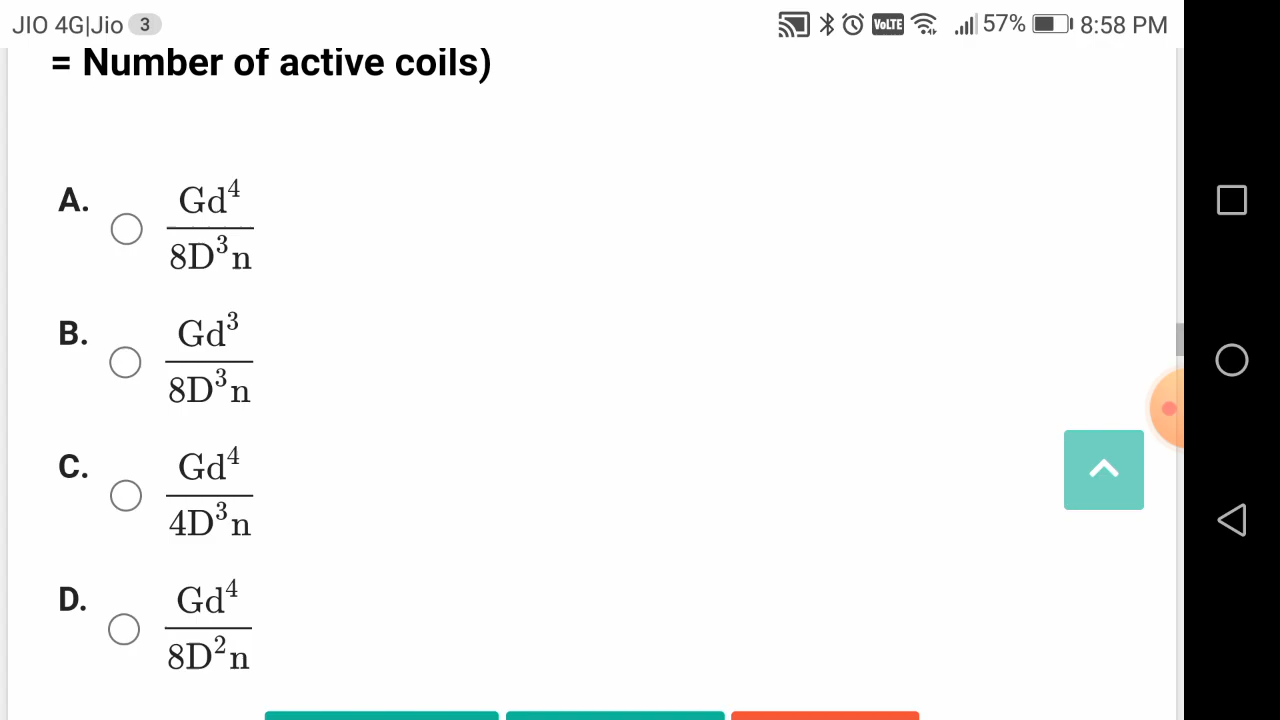 JIO 4G|Jio 3 VoLTE 57% 8:58 PM
= Number of active coils)
A. Gd⁴
8D³n
B. Gd³
8D³n
C. Gd⁴
4D³n
D. Gd⁴
8D²n